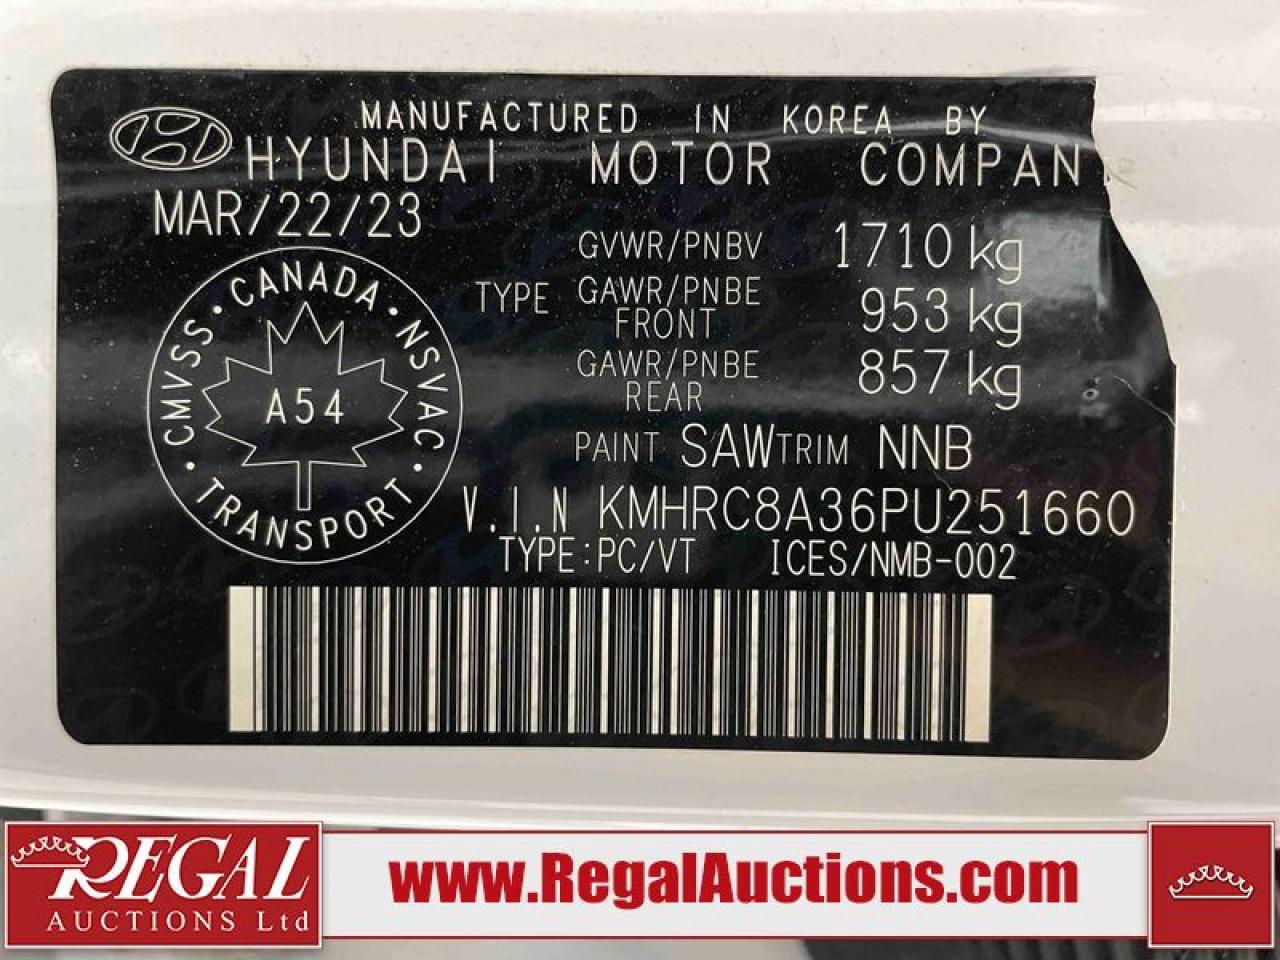 MANUFACTURED IN KOREA BY
HYUNDAI MOTOR COMPAN
MAR/22/23
GVWR/PNBV 1710 kg
TYPE GAWR/PNBE FRONT 953 kg
GAWR/PNBE REAR 857 kg
PAINT SAW TRIM NNB
V.I.N KMHRC8A36PU251660
TYPE:PC/VT ICES/NMB-002
CMVSS • CANADA • NSVAC • TRANSPORT •
A54
REGAL
AUCTIONS Ltd
www.RegalAuctions.com